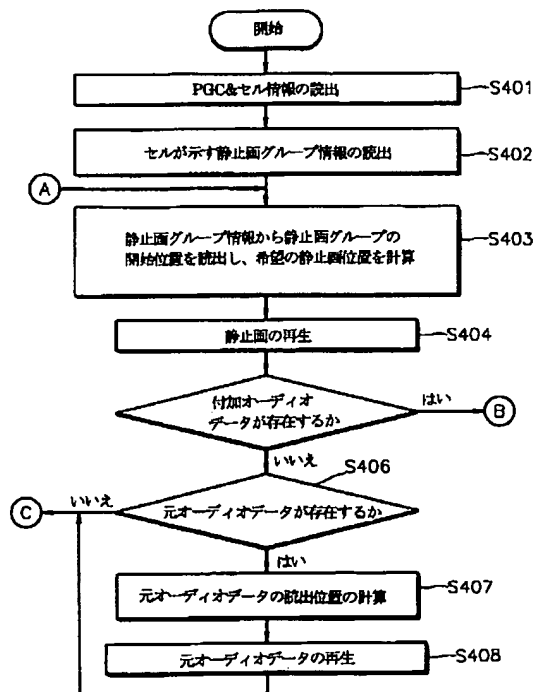 開始
PGC&セル情報の読出
S401
セルが示す静止画グループ情報の読出
S402
A
静止画グループ情報から静止画グループの
開始位置を読出し、希望の静止画位置を計算
S403
静止画の再生
S404
付加オーディオ
データが存在するか
はい
B
いいえ
S406
元オーディオデータが存在するか
いいえ
C
はい
元オーディオデータの読出位置の計算
S407
元オーディオデータの再生
S408